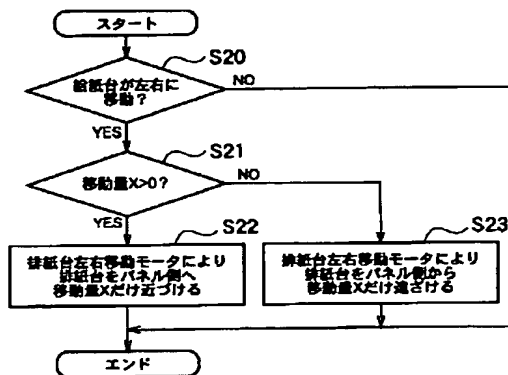 スタート
S20
給紙台が左右に
移動?
NO
YES
S21
移動量X>0?
NO
YES
S22
排紙台左右移動モータにより
排紙台をパネル側へ
移動量Xだけ近づける
S23
排紙台左右移動モータにより
排紙台をパネル側から
移動量Xだけ遠ざける
エンド